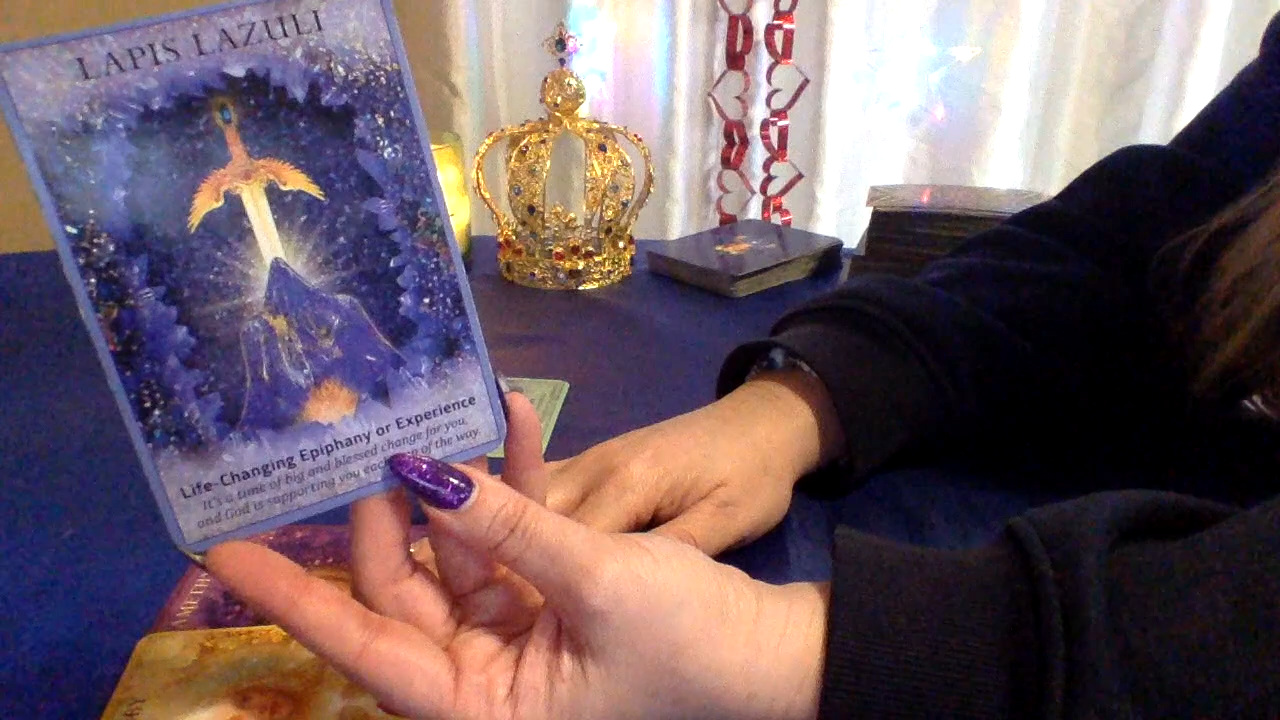 LAPIS LAZULI
Life-Changing Epiphany or Experience
It's a time of big and blessed change for you,
and God is supporting you each of the way.
AMETH